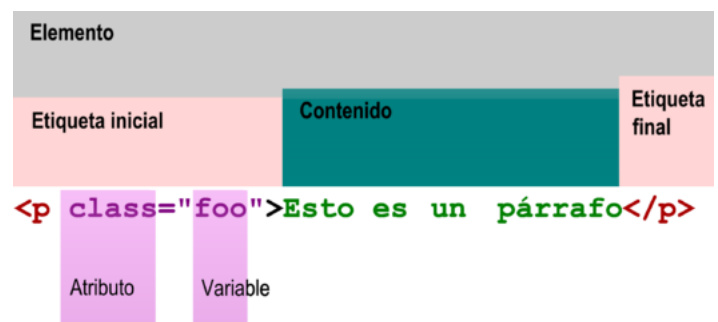 Elemento
Etiqueta inicial
Contenido
Etiqueta
final
<p class="foo">Esto es un párrafo</p>
Atributo
Variable